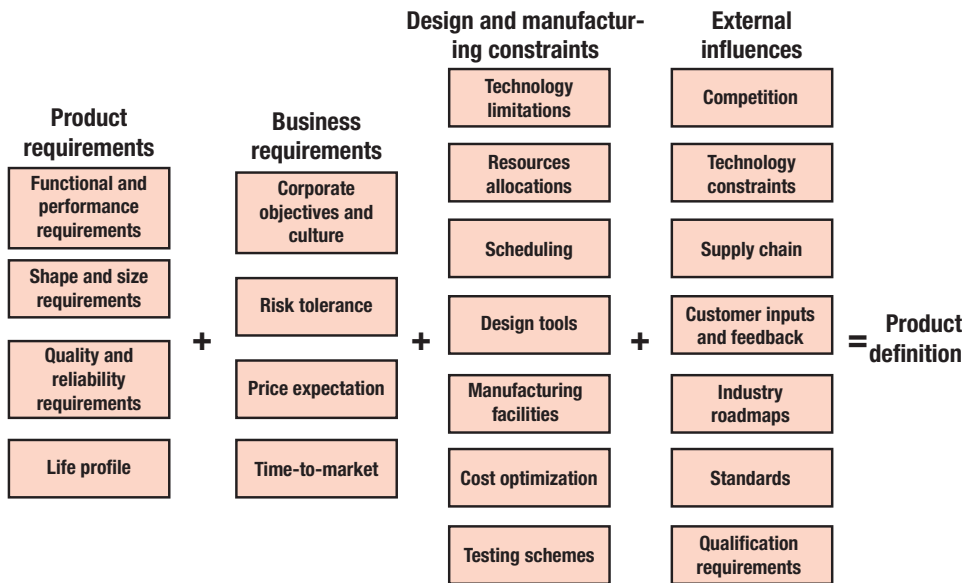 Product
requirements
Functional and
performance
requirements
Shape and size
requirements
Quality and
reliability
requirements
Life profile
+
Business
requirements
Corporate
objectives and
culture
Risk tolerance
Price expectation
Time-to-market
+
Design and manufactur-
ing constraints
Technology
limitations
Resources
allocations
Scheduling
Design tools
Manufacturing
facilities
Cost optimization
Testing schemes
+
External
influences
Competition
Technology
constraints
Supply chain
Customer inputs
and feedback
Industry
roadmaps
Standards
Qualification
requirements
=
Product
definition